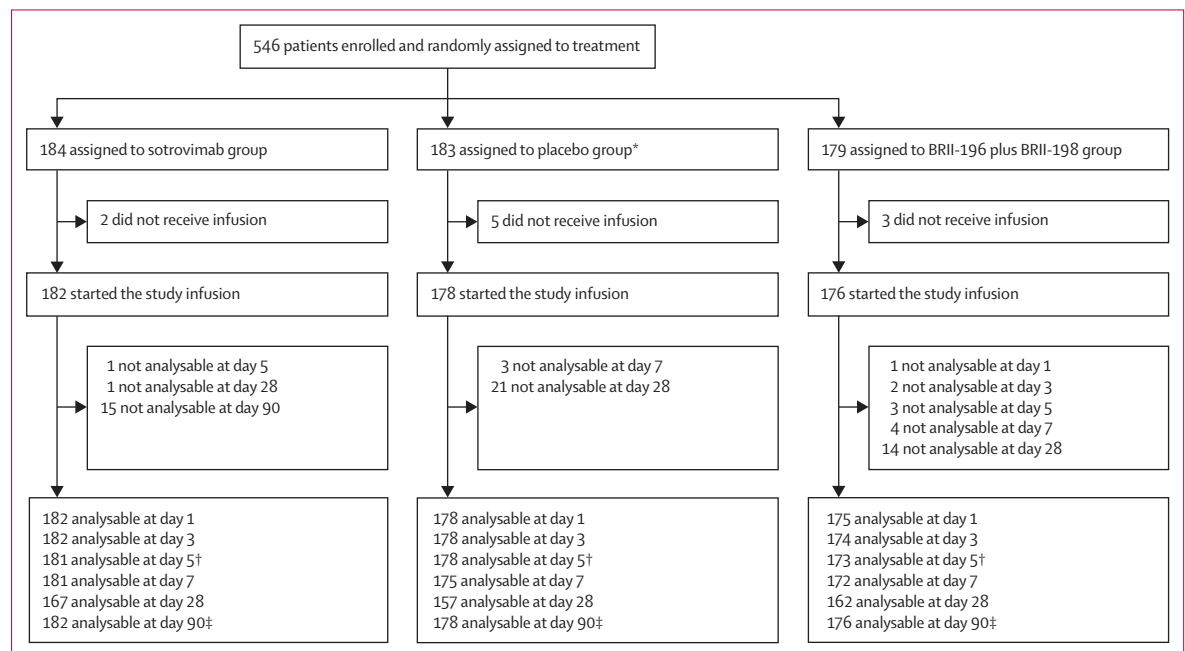 546 patients enrolled and randomly assigned to treatment
184 assigned to sotrovimab group
183 assigned to placebo group*
179 assigned to BRII-196 plus BRII-198 group
2 did not receive infusion
5 did not receive infusion
3 did not receive infusion
182 started the study infusion
178 started the study infusion
176 started the study infusion
1 not analysable at day 5
1 not analysable at day 28
15 not analysable at day 90
3 not analysable at day 7
21 not analysable at day 28
1 not analysable at day 1
2 not analysable at day 3
3 not analysable at day 5
4 not analysable at day 7
14 not analysable at day 28
182 analysable at day 1
182 analysable at day 3
181 analysable at day 5†
181 analysable at day 7
167 analysable at day 28
182 analysable at day 90‡
178 analysable at day 1
178 analysable at day 3
178 analysable at day 5†
175 analysable at day 7
157 analysable at day 28
178 analysable at day 90‡
175 analysable at day 1
174 analysable at day 3
173 analysable at day 5†
172 analysable at day 7
162 analysable at day 28
176 analysable at day 90‡